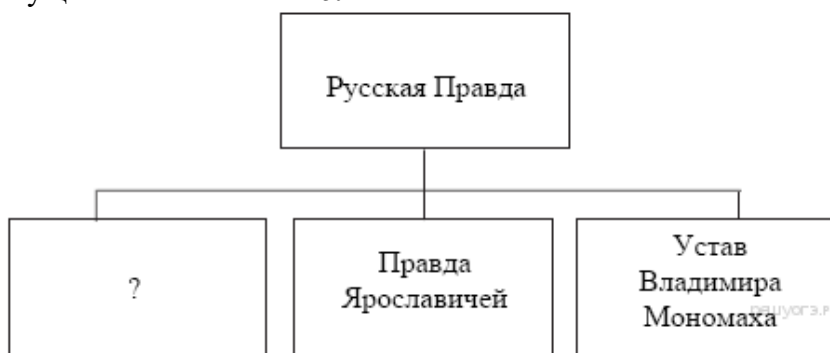 Русская Правда
?
Правда
Ярославичей
Устав
Владимира
Мономаха